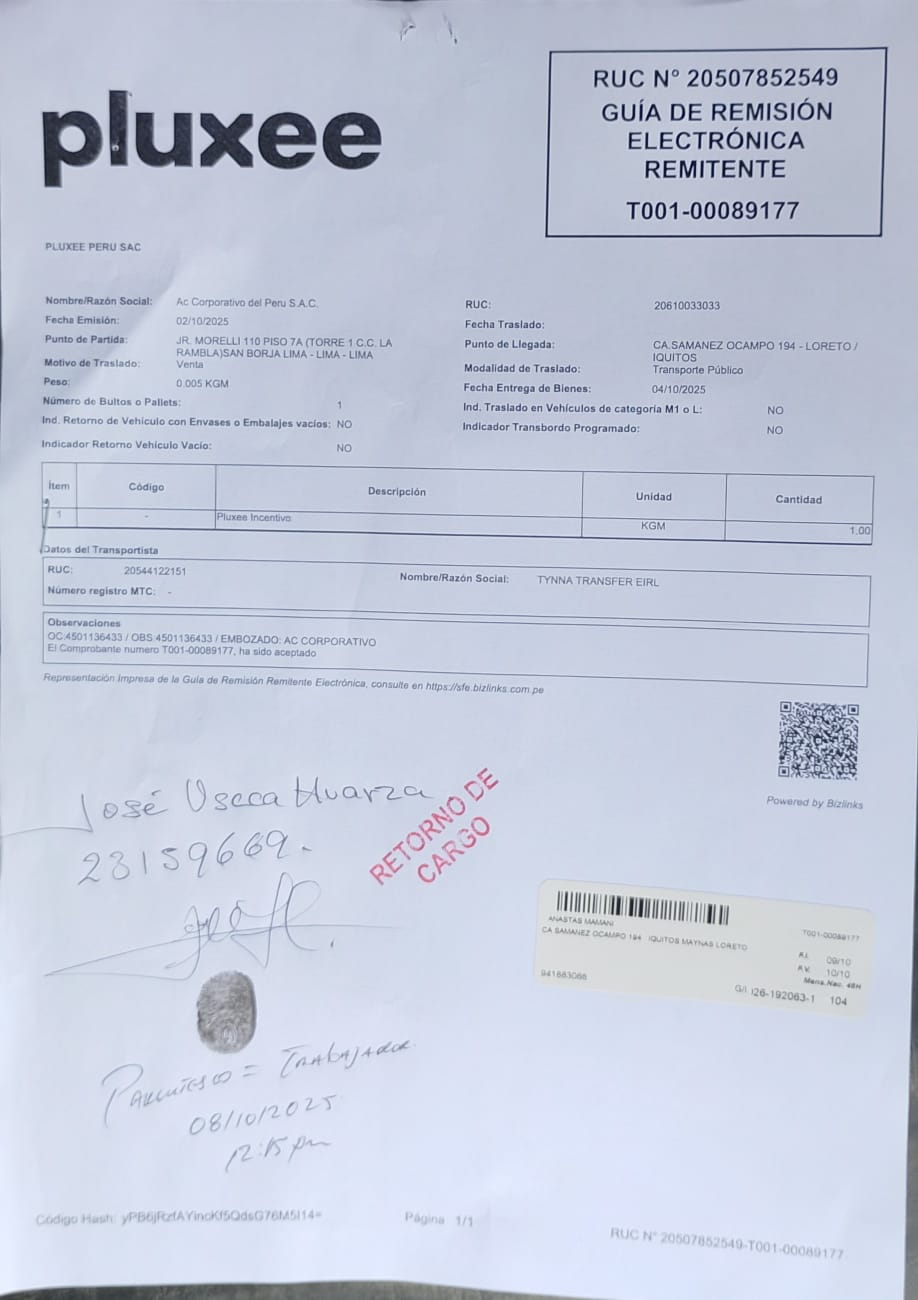 pluxee
RUC N° 20507852549
GUÍA DE REMISIÓN
ELECTRÓNICA
REMITENTE
T001-00089177
PLUXEE PERU SAC
Nombre/Razón Social: Ac Corporativo del Peru S.A.C.
RUC: 20610033033
Fecha Emisión: 02/10/2025
Fecha Traslado:
Punto de Partida: JR. MORELLI 110 PISO 7A (TORRE 1 C.C. LA
RAMBLA)SAN BORJA LIMA - LIMA - LIMA
Punto de Llegada: CA.SAMANEZ OCAMPO 194 - LORETO /
IQUITOS
Motivo de Traslado: Venta
Modalidad de Traslado: Transporte Público
Peso: 0.005 KGM
Fecha Entrega de Bienes: 04/10/2025
Número de Bultos o Pallets: 1
Ind. Traslado en Vehículos de categoría M1 o L: NO
Ind. Retorno de Vehículo con Envases o Embalajes vacíos: NO
Indicador Transbordo Programado: NO
Indicador Retorno Vehículo Vacío: NO
Ítem Código Descripción Unidad Cantidad
1 - Pluxee Incentivo KGM 1.00
Datos del Transportista
RUC: 20544122151 Nombre/Razón Social: TYNNA TRANSFER EIRL
Número registro MTC: -
Observaciones
OC:4501136433 / OBS:4501136433 / EMBOZADO: AC CORPORATIVO
El Comprobante numero T001-00089177, ha sido aceptado
Representación Impresa de la Guía de Remisión Remitente Electrónica, consulte en https://sfe.bizlinks.com.pe
Powered by Bizlinks
José Useca Huarza
23159669.
RETORNO DE
CARGO
ANASTAS MAMANI
T001-00089177
CA SAMANEZ OCAMPO 194 IQUITOS MAYNAS LORETO
R.I. 09/10
R.V. 10/10
Mens.Nac. 48H
941883088
G/I 126-192063-1 104
= Trabajador
08/10/2025
12:15 pm
Código Hash: 
Página 1/1
RUC N° 20507852549-T001-00089177